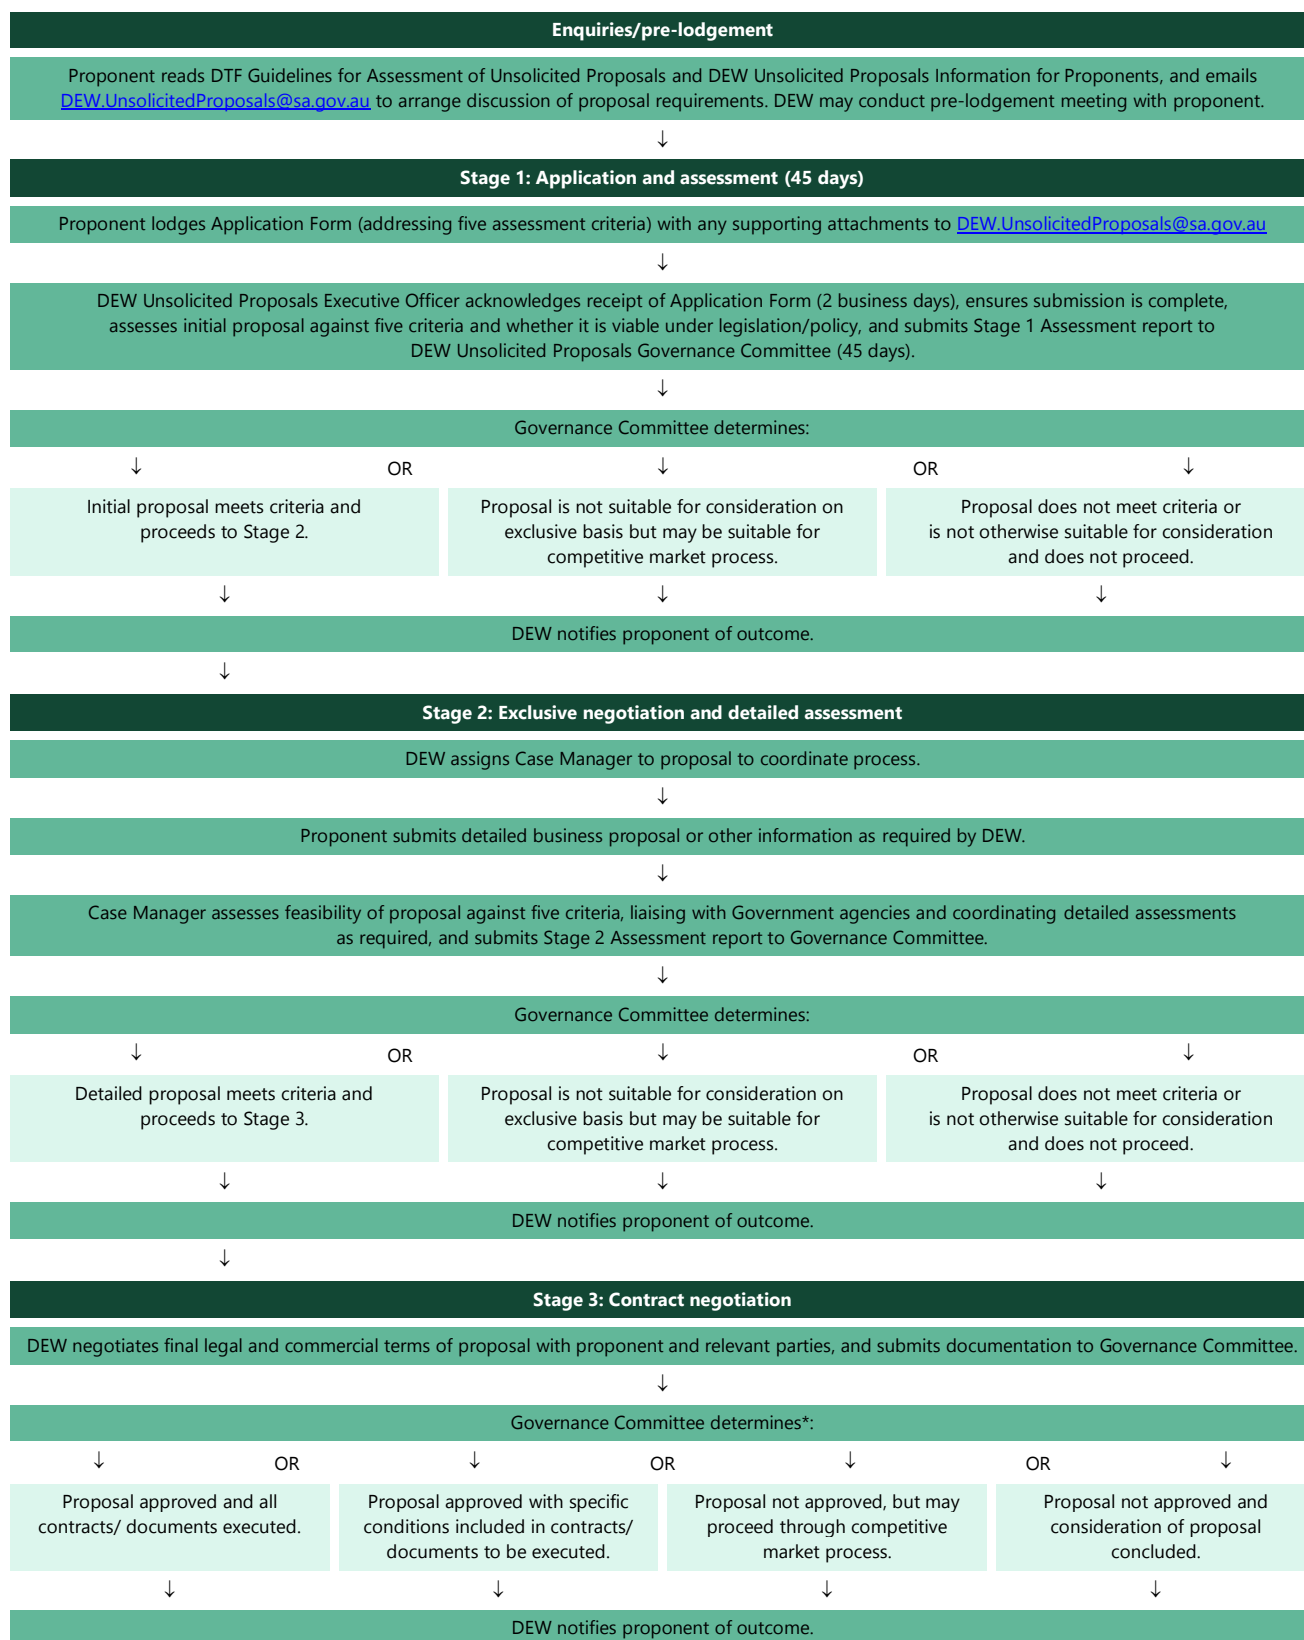 Enquiries/pre-lodgement
Proponent reads DTF Guidelines for Assessment of Unsolicited Proposals and DEW Unsolicited Proposals Information for Proponents, and emails
DEW.UnsolicitedProposals@sa.gov.au to arrange discussion of proposal requirements. DEW may conduct pre-lodgement meeting with proponent.
↓
Stage 1: Application and assessment (45 days)
Proponent lodges Application Form (addressing five assessment criteria) with any supporting attachments to DEW.UnsolicitedProposals@sa.gov.au
↓
DEW Unsolicited Proposals Executive Officer acknowledges receipt of Application Form (2 business days), ensures submission is complete,
assesses initial proposal against five criteria and whether it is viable under legislation/policy, and submits Stage 1 Assessment report to
DEW Unsolicited Proposals Governance Committee (45 days).
↓
Governance Committee determines:
↓ OR ↓ OR ↓
Initial proposal meets criteria and
proceeds to Stage 2.
Proposal is not suitable for consideration on
exclusive basis but may be suitable for
competitive market process.
Proposal does not meet criteria or
is not otherwise suitable for consideration
and does not proceed.
↓ ↓ ↓
DEW notifies proponent of outcome.
↓
Stage 2: Exclusive negotiation and detailed assessment
DEW assigns Case Manager to proposal to coordinate process.
↓
Proponent submits detailed business proposal or other information as required by DEW.
↓
Case Manager assesses feasibility of proposal against five criteria, liaising with Government agencies and coordinating detailed assessments
as required, and submits Stage 2 Assessment report to Governance Committee.
↓
Governance Committee determines:
↓ OR ↓ OR ↓
Detailed proposal meets criteria and
proceeds to Stage 3.
Proposal is not suitable for consideration on
exclusive basis but may be suitable for
competitive market process.
Proposal does not meet criteria or
is not otherwise suitable for consideration
and does not proceed.
↓ ↓ ↓
DEW notifies proponent of outcome.
↓
Stage 3: Contract negotiation
DEW negotiates final legal and commercial terms of proposal with proponent and relevant parties, and submits documentation to Governance Committee.
↓
Governance Committee determines*:
↓ OR ↓ OR ↓ OR ↓
Proposal approved and all
contracts/ documents executed.
Proposal approved with specific
conditions included in contracts/
documents to be executed.
Proposal not approved, but may
proceed through competitive
market process.
Proposal not approved and
consideration of proposal
concluded.
↓ ↓ ↓ ↓
DEW notifies proponent of outcome.